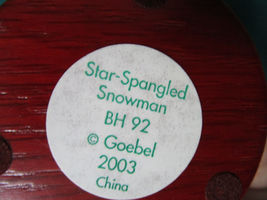 Star-Spangled
Snowman
BH 92
© Goebel
2003
China